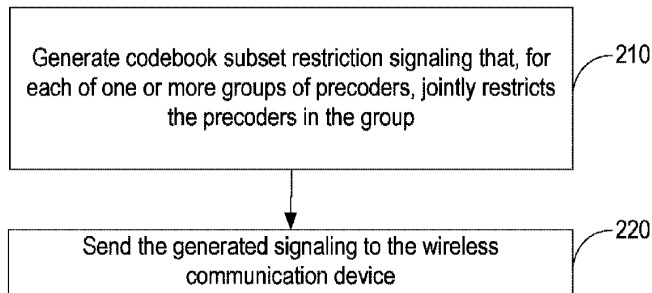 Generate codebook subset restriction signaling that, for
each of one or more groups of precoders, jointly restricts
the precoders in the group
210
Send the generated signaling to the wireless
communication device
220